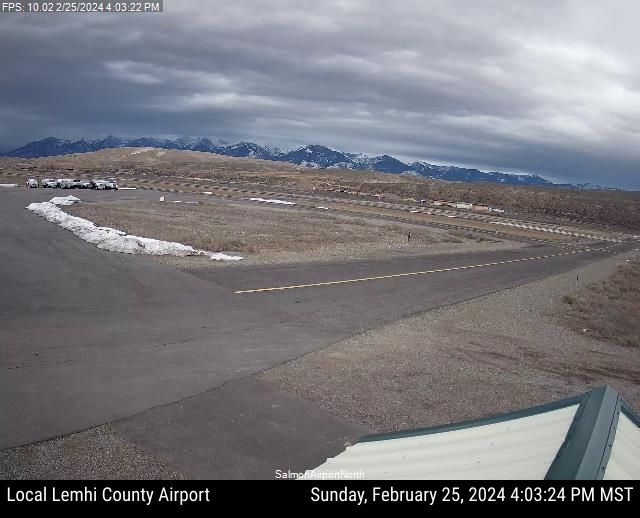 FPS: 10.02 2/25/2024 4:03:22 PM
SalmonAirportNorth
Local Lemhi County Airport Sunday, February 25, 2024 4:03:24 PM MST